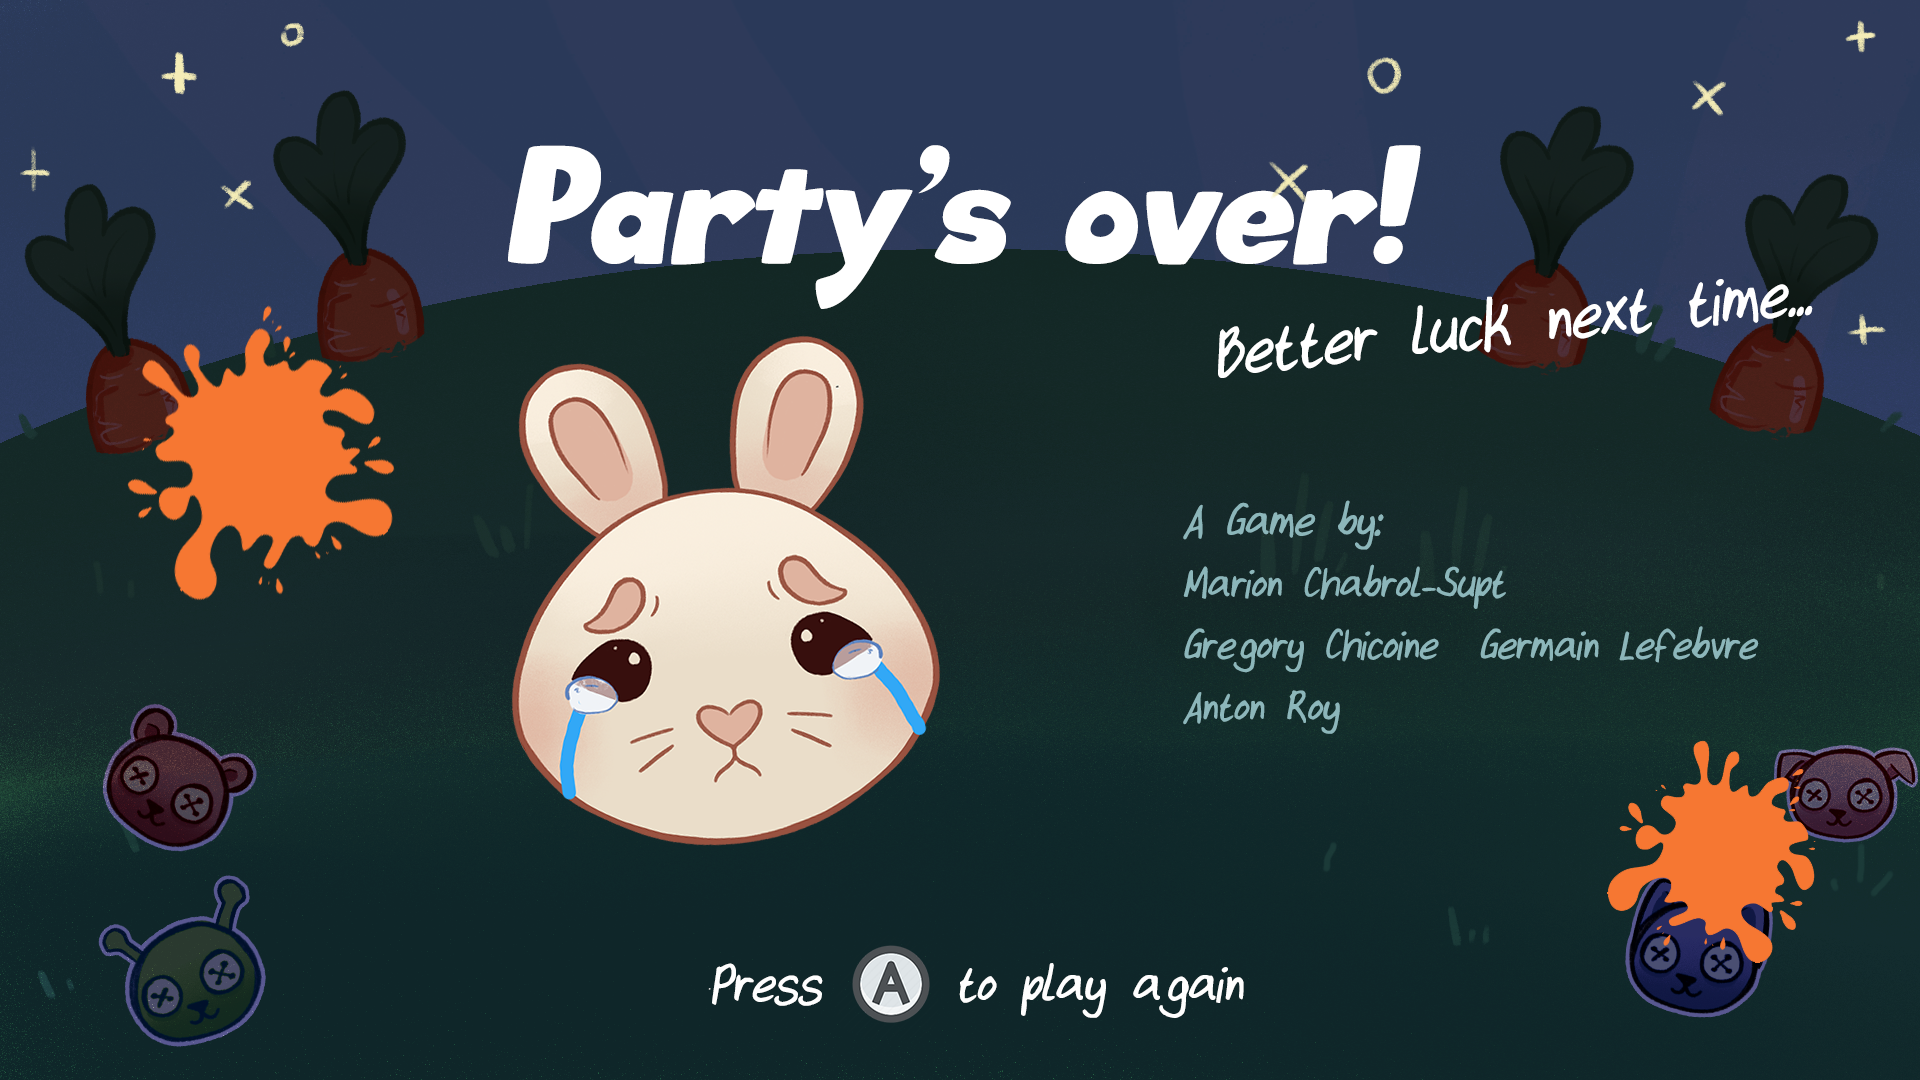 Party's over!
Better luck next time...
A Game by:
Marion Chabrol-Supt
Gregory Chicoine Germain Lefebvre
Anton Roy
Press A to play again